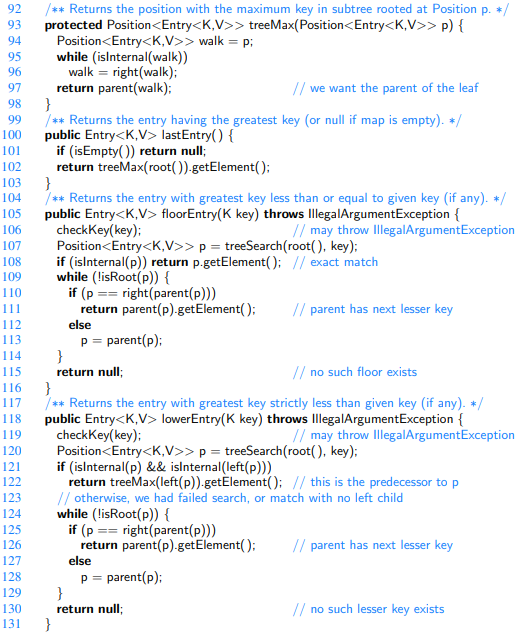 92 /** Returns the position with the maximum key in subtree rooted at Position p. */
93 protected Position<Entry<K,V>> treeMax(Position<Entry<K,V>> p) {
94 Position<Entry<K,V>> walk = p;
95 while (isInternal(walk))
96 walk = right(walk);
97 return parent(walk); // we want the parent of the leaf
98 }
99 /** Returns the entry having the greatest key (or null if map is empty). */
100 public Entry<K,V> lastEntry() {
101 if (isEmpty()) return null;
102 return treeMax(root()).getElement();
103 }
104 /** Returns the entry with greatest key less than or equal to given key (if any). */
105 public Entry<K,V> floorEntry(K key) throws IllegalArgumentException {
106 checkKey(key); // may throw IllegalArgumentException
107 Position<Entry<K,V>> p = treeSearch(root(), key);
108 if (isInternal(p)) return p.getElement(); // exact match
109 while (!isRoot(p)) {
110 if (p == right(parent(p)))
111 return parent(p).getElement(); // parent has next lesser key
112 else
113 p = parent(p);
114 }
115 return null; // no such floor exists
116 }
117 /** Returns the entry with greatest key strictly less than given key (if any). */
118 public Entry<K,V> lowerEntry(K key) throws IllegalArgumentException {
119 checkKey(key); // may throw IllegalArgumentException
120 Position<Entry<K,V>> p = treeSearch(root(), key);
121 if (isInternal(p) && isInternal(left(p)))
122 return treeMax(left(p)).getElement(); // this is the predecessor to p
123 // otherwise, we had failed search, or match with no left child
124 while (!isRoot(p)) {
125 if (p == right(parent(p)))
126 return parent(p).getElement(); // parent has next lesser key
127 else
128 p = parent(p);
129 }
130 return null; // no such lesser key exists
131 }